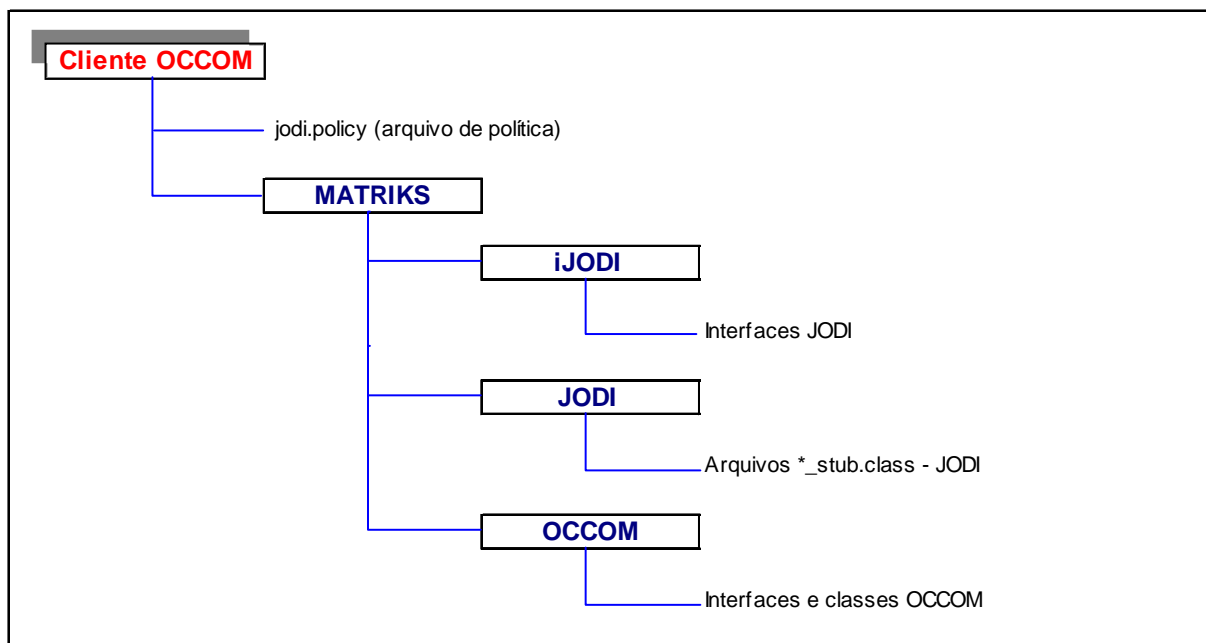 Cliente OCCOM
jodi.policy (arquivo de política)
MATRIKS
iJODI
Interfaces JODI
JODI
Arquivos *_stub.class - JODI
OCCOM
Interfaces e classes OCCOM